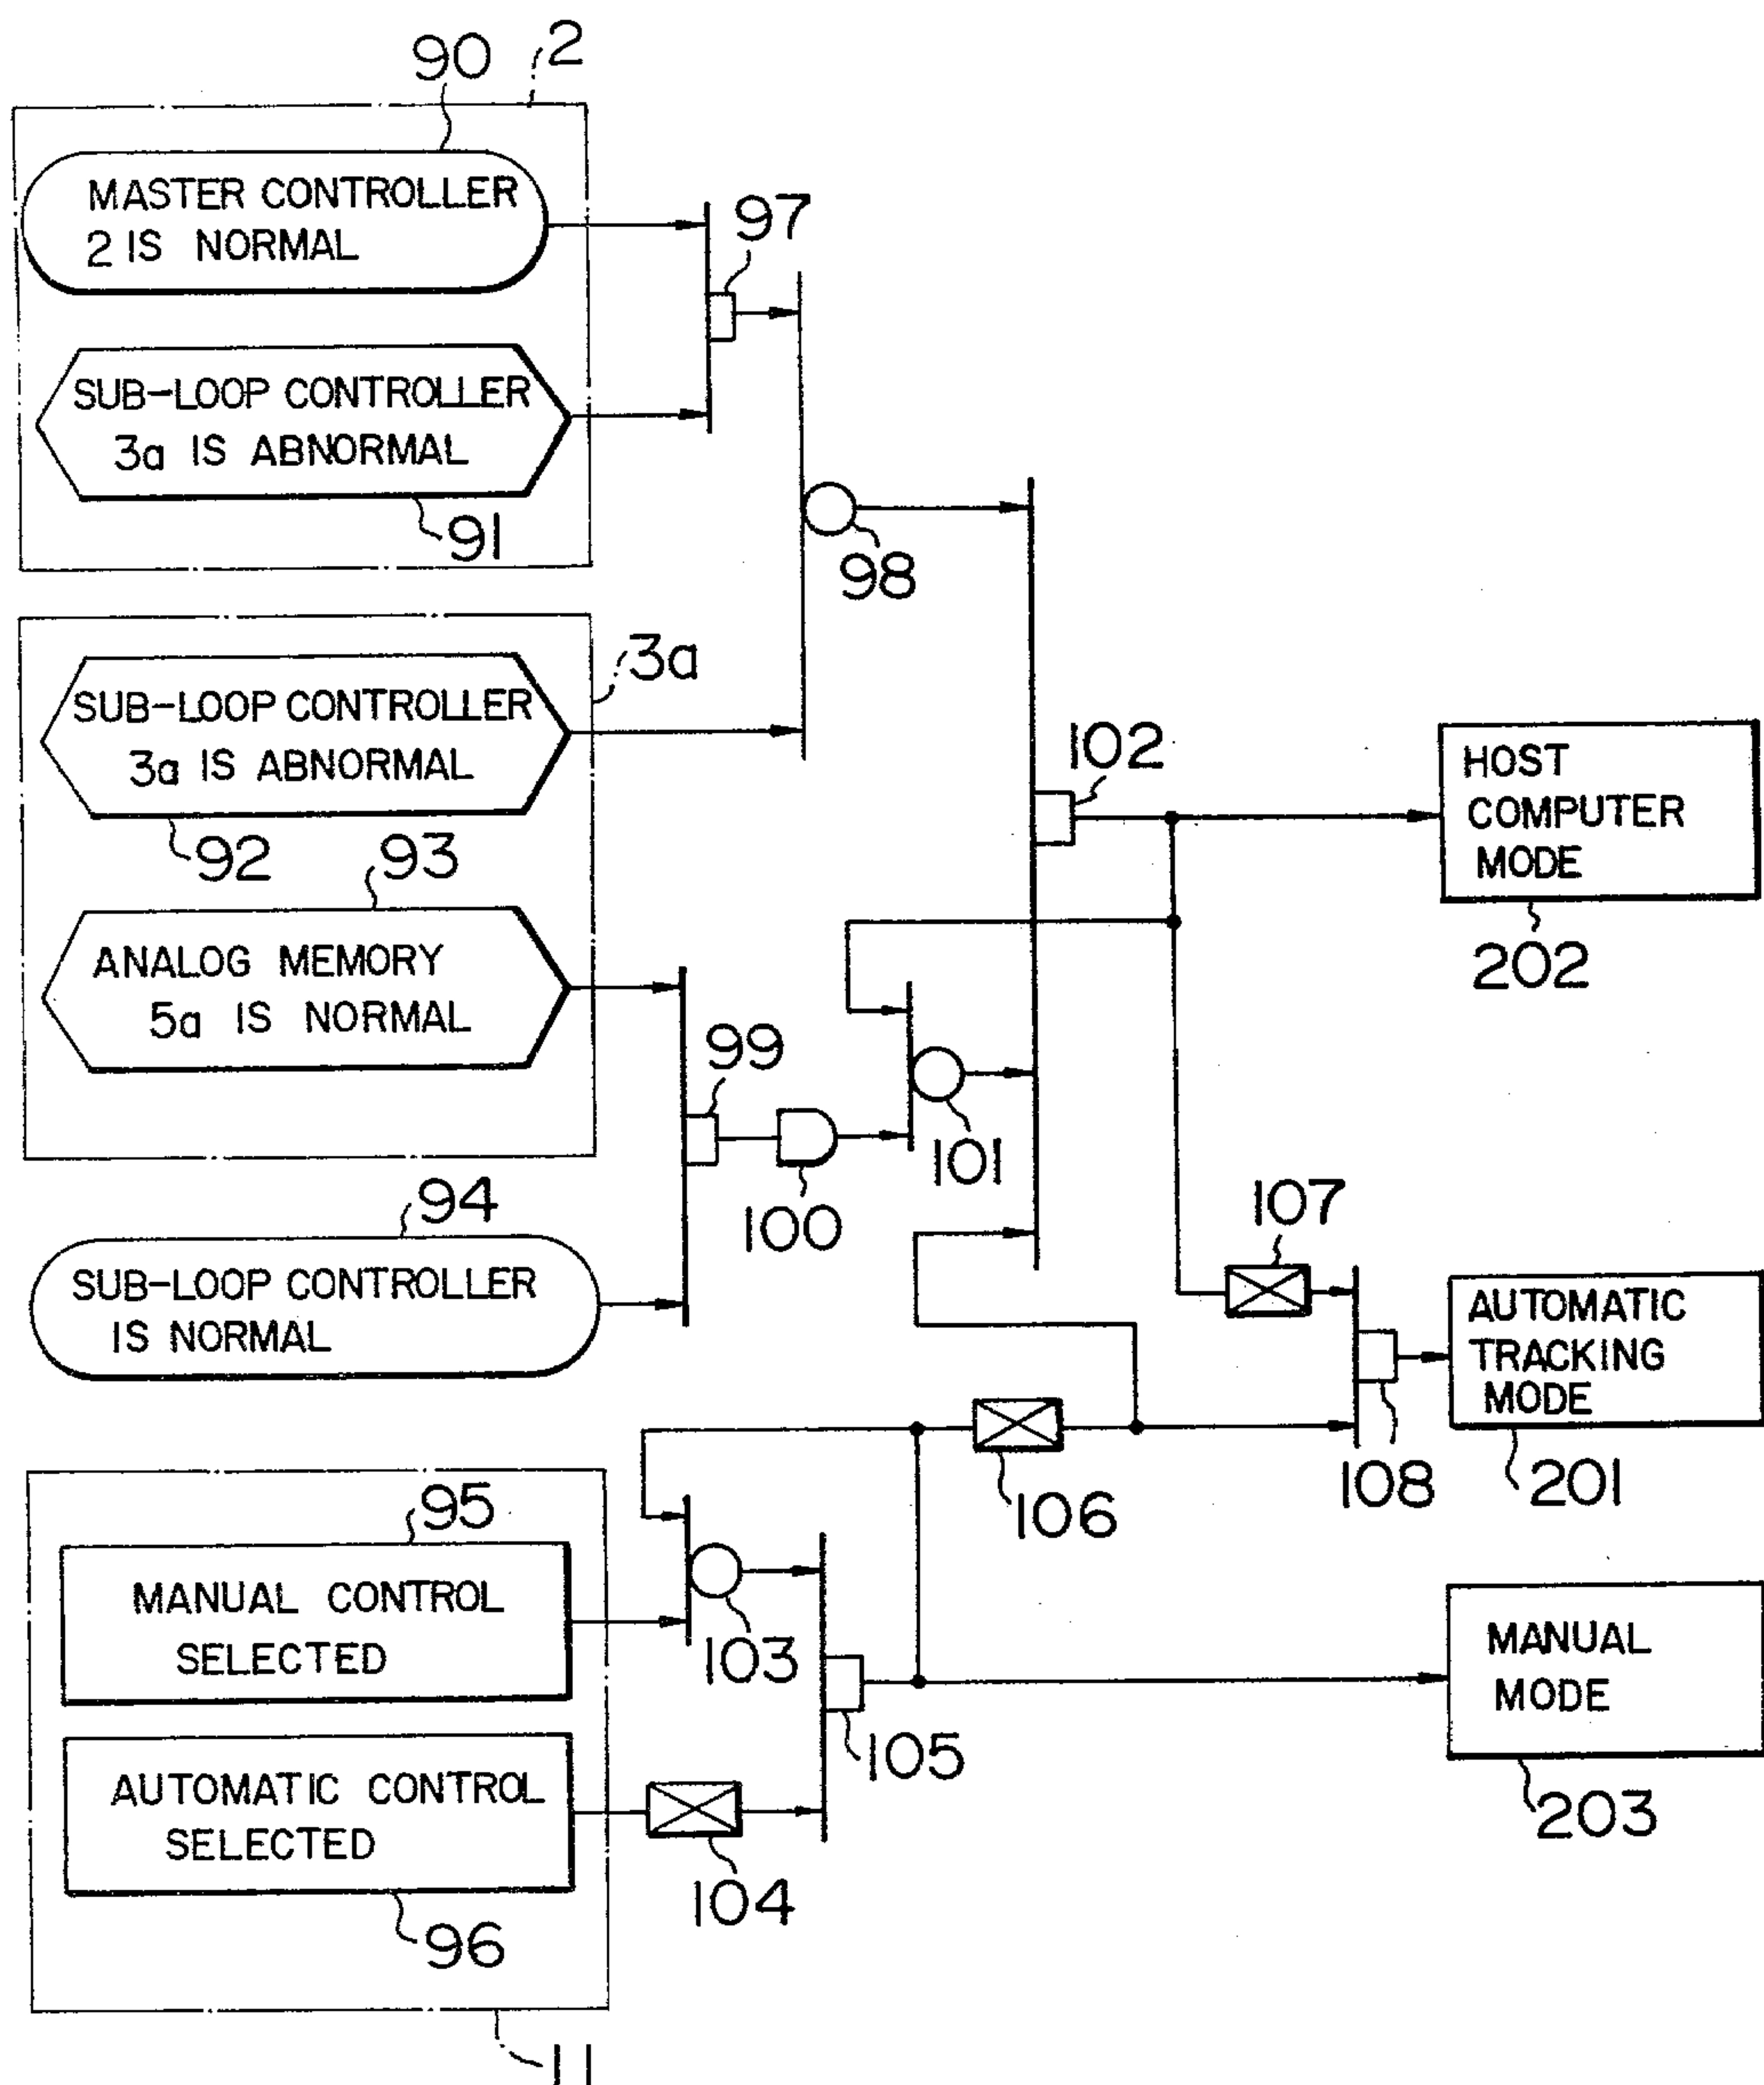 90
2
MASTER CONTROLLER
2 IS NORMAL
97
SUB-LOOP CONTROLLER
3a IS ABNORMAL
91
98
3a
SUB-LOOP CONTROLLER
3a IS ABNORMAL
92
93
102
HOST
COMPUTER
MODE
202
ANALOG MEMORY
5a IS NORMAL
99
100
101
94
SUB-LOOP CONTROLLER
IS NORMAL
107
AUTOMATIC
TRACKING
MODE
201
108
106
95
MANUAL CONTROL
SELECTED
103
105
MANUAL
MODE
203
AUTOMATIC CONTROL
SELECTED
104
96
11